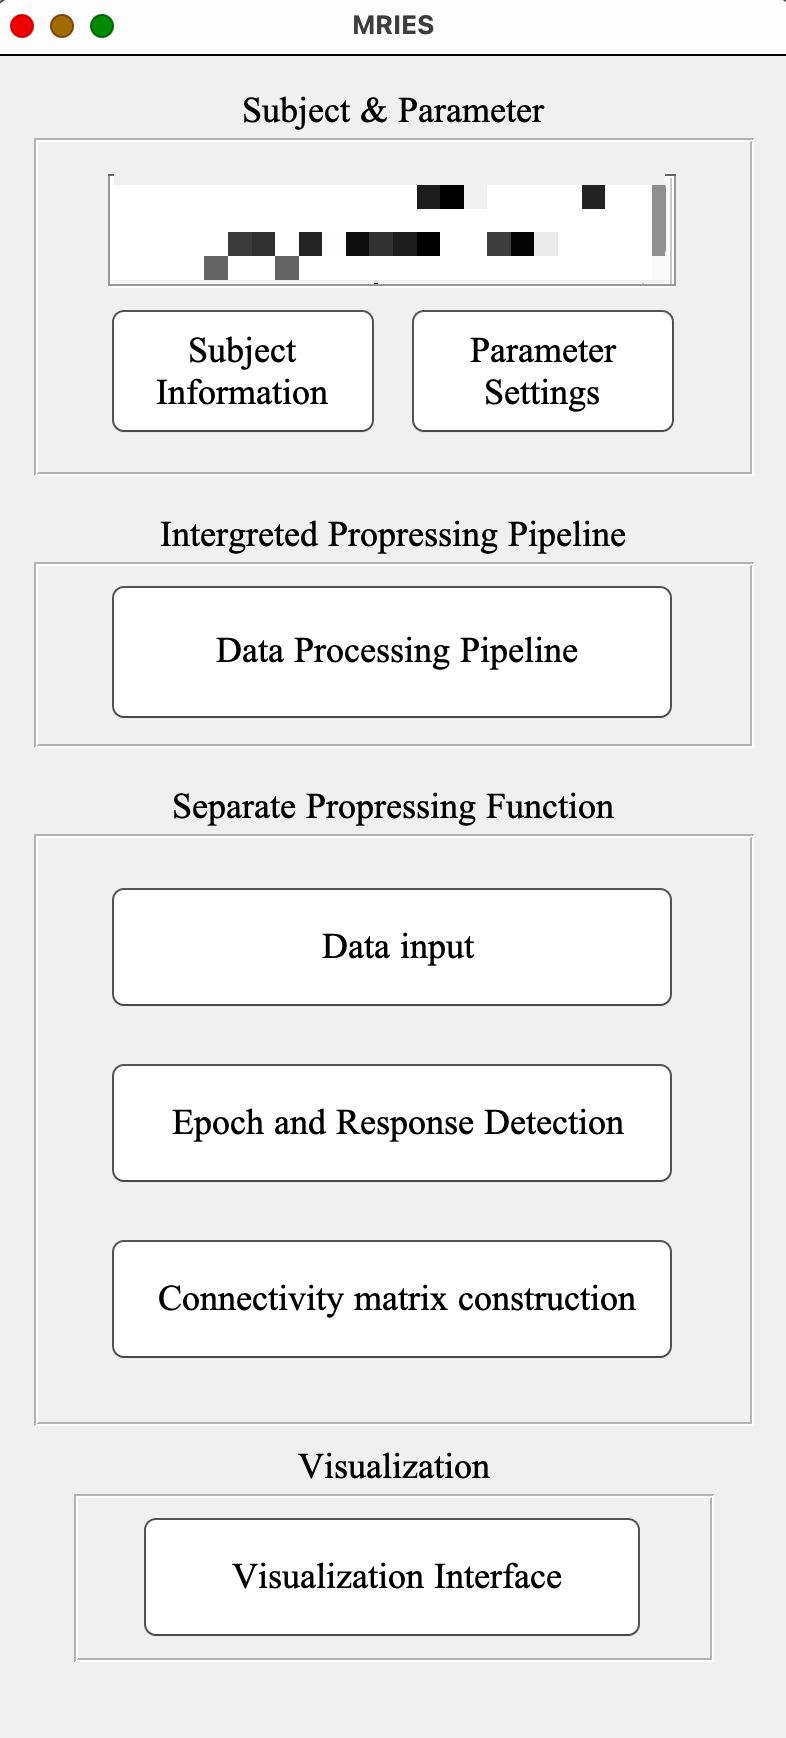 MRIES
Subject & Parameter
Subject
Information
Parameter
Settings
Intergreted Propressing Pipeline
Data Processing Pipeline
Separate Propressing Function
Data input
Epoch and Response Detection
Connectivity matrix construction
Visualization
Visualization Interface